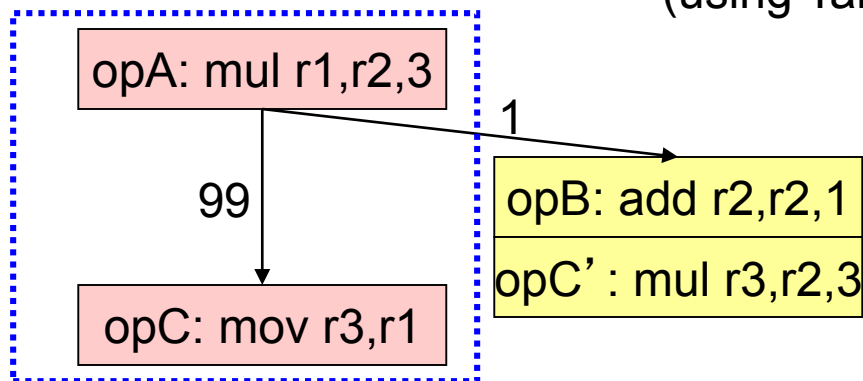 (using
opA: mul r1,r2,3
1
99
opB: add r2,r2,1
opC’: mul r3,r2,3
opC: mov r3,r1